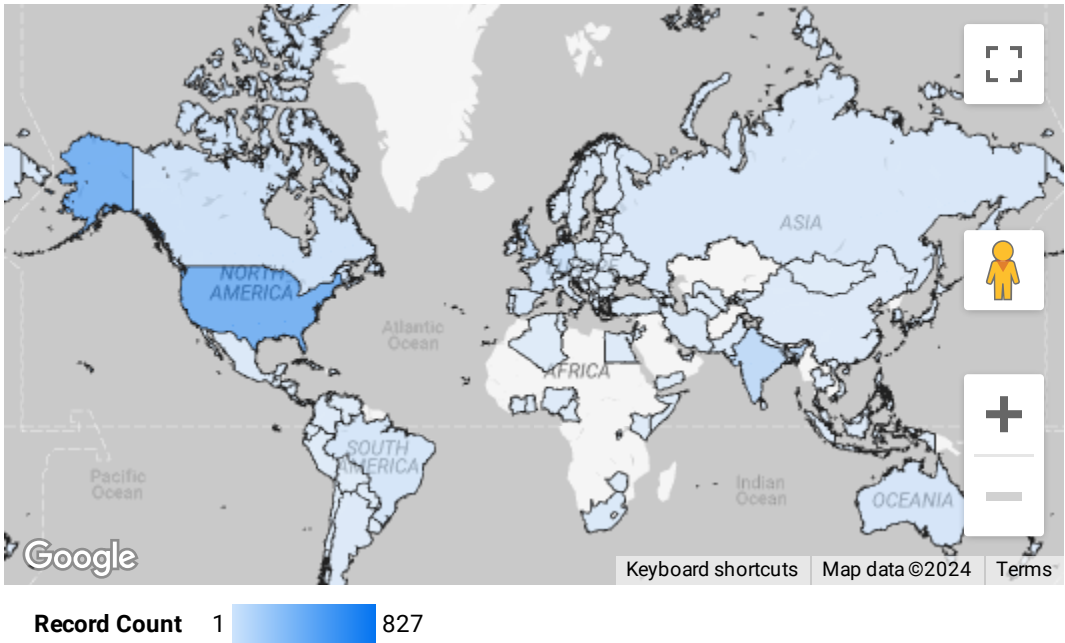 ASIA
NORTH
AMERICA
Atlantic
Ocean
AFRICA
SOUTH
AMERICA
Pacific
Ocean
Indian
Ocean
OCEANIA
Google
Keyboard shortcuts
Map data ©2024
Terms
Record Count 1 827